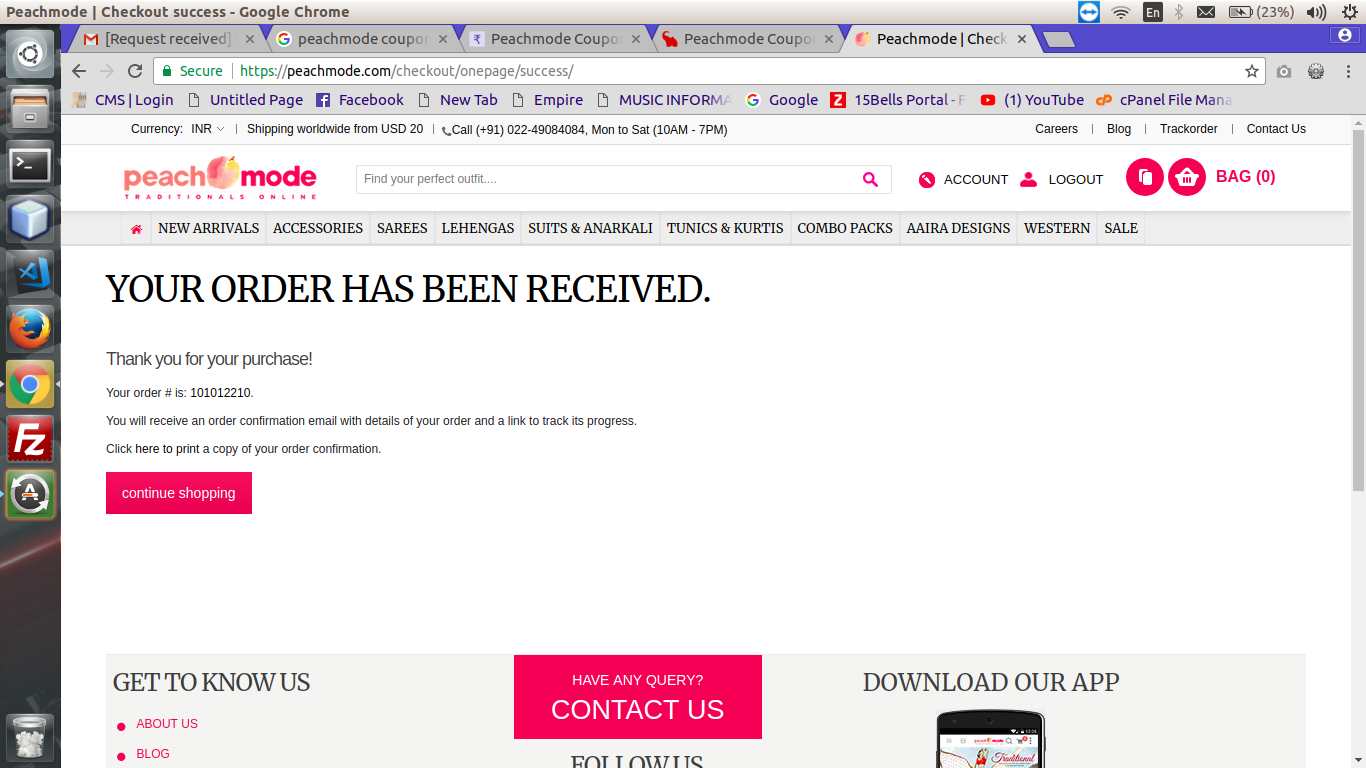 Peachmode | Checkout success - Google Chrome
En
(23%)
[Request received]
peachmode coupon
Peachmode Coupon
Peachmode Coupon
Peachmode | Check
Secure
https://peachmode.com/checkout/onepage/success/
CMS | Login
Untitled Page
Facebook
New Tab
Empire
MUSIC INFORMA
Google
15Bells Portal - F
(1) YouTube
cPanel File Mana
Currency: INR
Shipping worldwide from USD 20
Call (+91) 022-49084084, Mon to Sat (10AM - 7PM)
Careers
Blog
Trackorder
Contact Us
peachmode
TRADITIONALS ONLINE
Find your perfect outfit....
ACCOUNT
LOGOUT
BAG (0)
NEW ARRIVALS
ACCESSORIES
SAREES
LEHENGAS
SUITS & ANARKALI
TUNICS & KURTIS
COMBO PACKS
AAIRA DESIGNS
WESTERN
SALE
YOUR ORDER HAS BEEN RECEIVED.
Thank you for your purchase!
Your order # is: 101012210.
You will receive an order confirmation email with details of your order and a link to track its progress.
Click here to print a copy of your order confirmation.
continue shopping
GET TO KNOW US
ABOUT US
BLOG
HAVE ANY QUERY?
CONTACT US
FOLLOW US
DOWNLOAD OUR APP
peachmode
Traditional